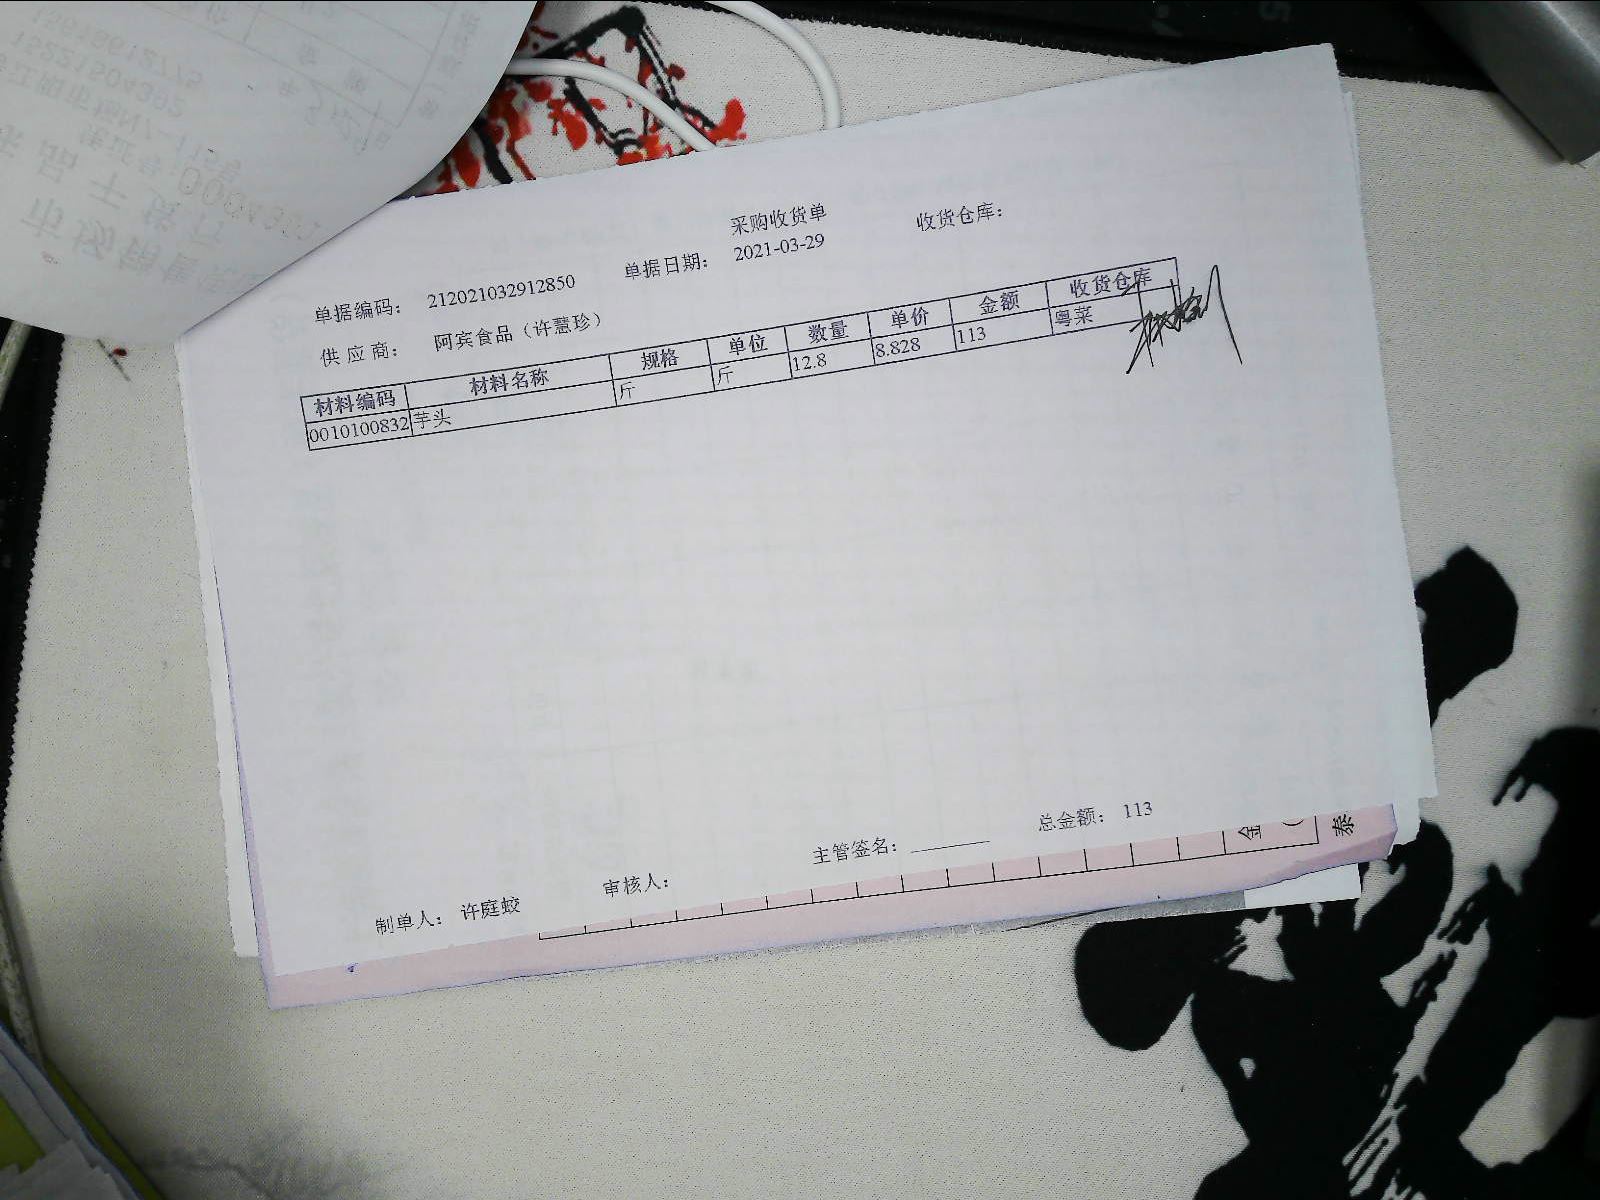 采购收货单
单据编码： 212021032912850 单据日期： 2021-03-29 收货仓库：
供应商： 阿宾食品（许慧珍）
材料编码 材料名称 规格 单位 数量 单价 金额 收货仓库
0010100832 芋头 斤 斤 12.8 8.828 113 粤菜
制单人： 许庭蛟 审核人： 主管签名： 总金额： 113
金
泰